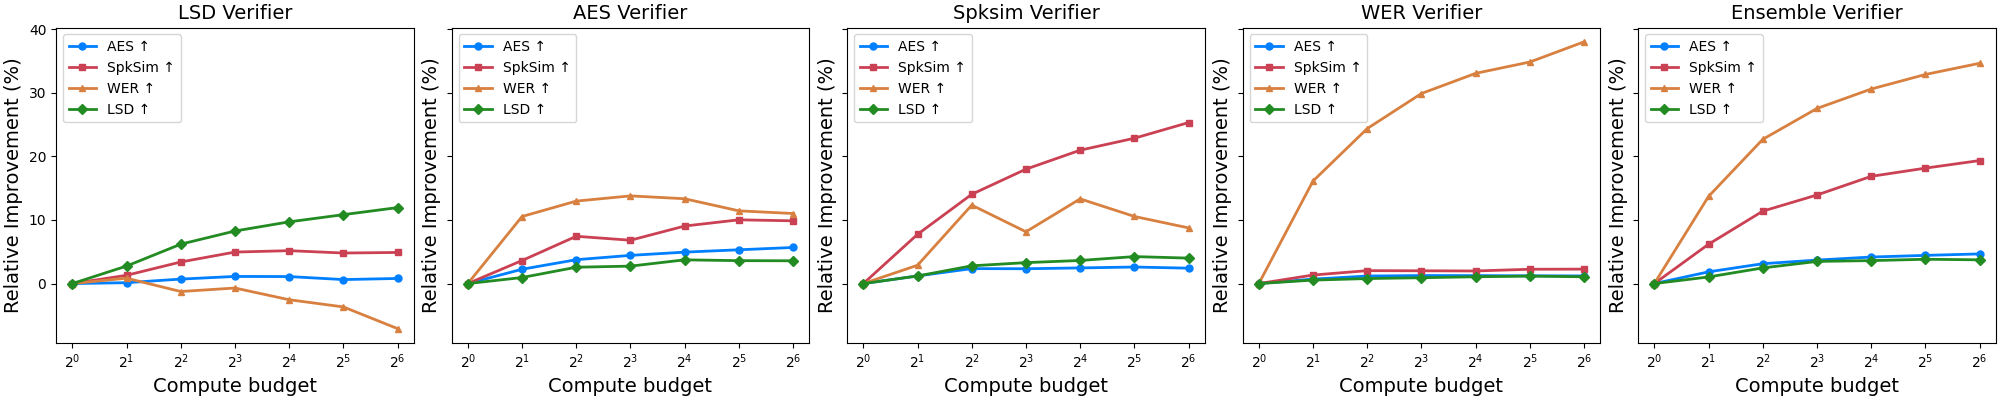 LSD Verifier
AES ↑
SpkSim ↑
WER ↑
LSD ↑
Relative Improvement (%)
40
30
20
10
0
2⁰ 2¹ 2² 2³ 2⁴ 2⁵ 2⁶
Compute budget
AES Verifier
AES ↑
SpkSim ↑
WER ↑
LSD ↑
Relative Improvement (%)
2⁰ 2¹ 2² 2³ 2⁴ 2⁵ 2⁶
Compute budget
Spksim Verifier
AES ↑
SpkSim ↑
WER ↑
LSD ↑
Relative Improvement (%)
2⁰ 2¹ 2² 2³ 2⁴ 2⁵ 2⁶
Compute budget
WER Verifier
AES ↑
SpkSim ↑
WER ↑
LSD ↑
Relative Improvement (%)
2⁰ 2¹ 2² 2³ 2⁴ 2⁵ 2⁶
Compute budget
Ensemble Verifier
AES ↑
SpkSim ↑
WER ↑
LSD ↑
Relative Improvement (%)
2⁰ 2¹ 2² 2³ 2⁴ 2⁵ 2⁶
Compute budget